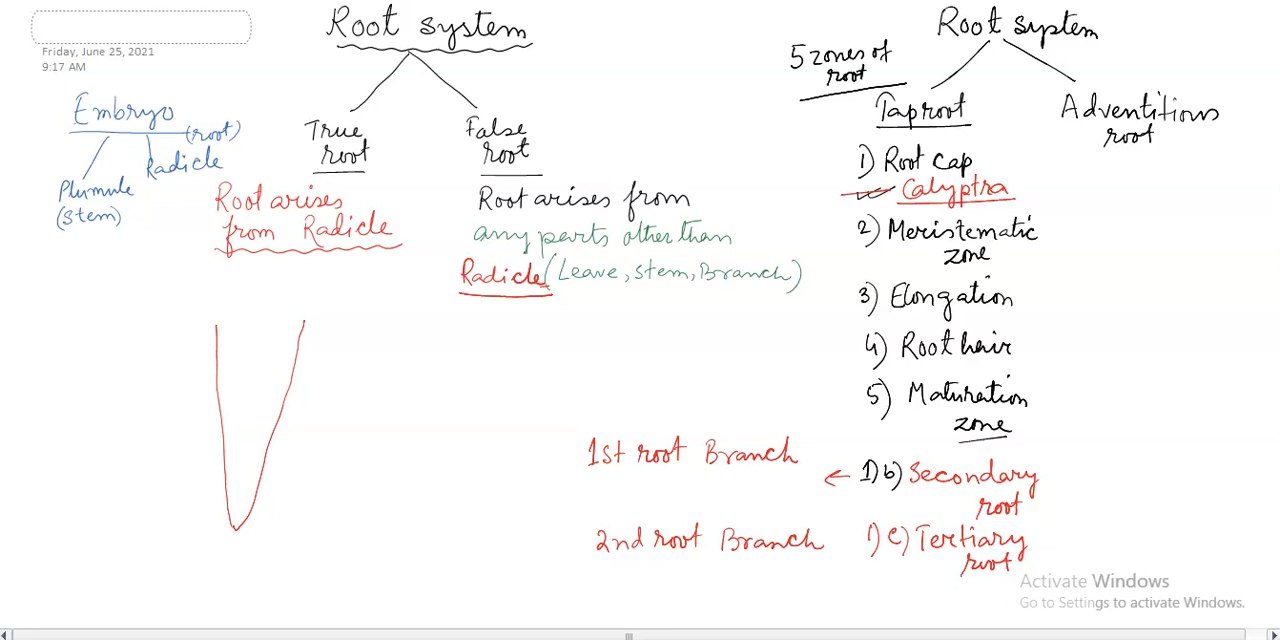 Friday, June 25, 2021
9:17 AM
Root system
Embryo
(root)
Radicle
Plumule
(stem)
True
root
Root arises
from Radicle
False
root
Root arises from
any parts other than
Radicle (Leave, stem, Branch)
Root system
5 zones of
root
Taproot
Adventitions
root
1) Root cap
Calyptra
2) Meristematic
zone
3) Elongation
4) Root hair
5) Maturation
zone
1st root Branch ← 1) b) Secondary
root
2nd root Branch 1) c) Tertiary
root
Activate Windows
Go to Settings to activate Windows.